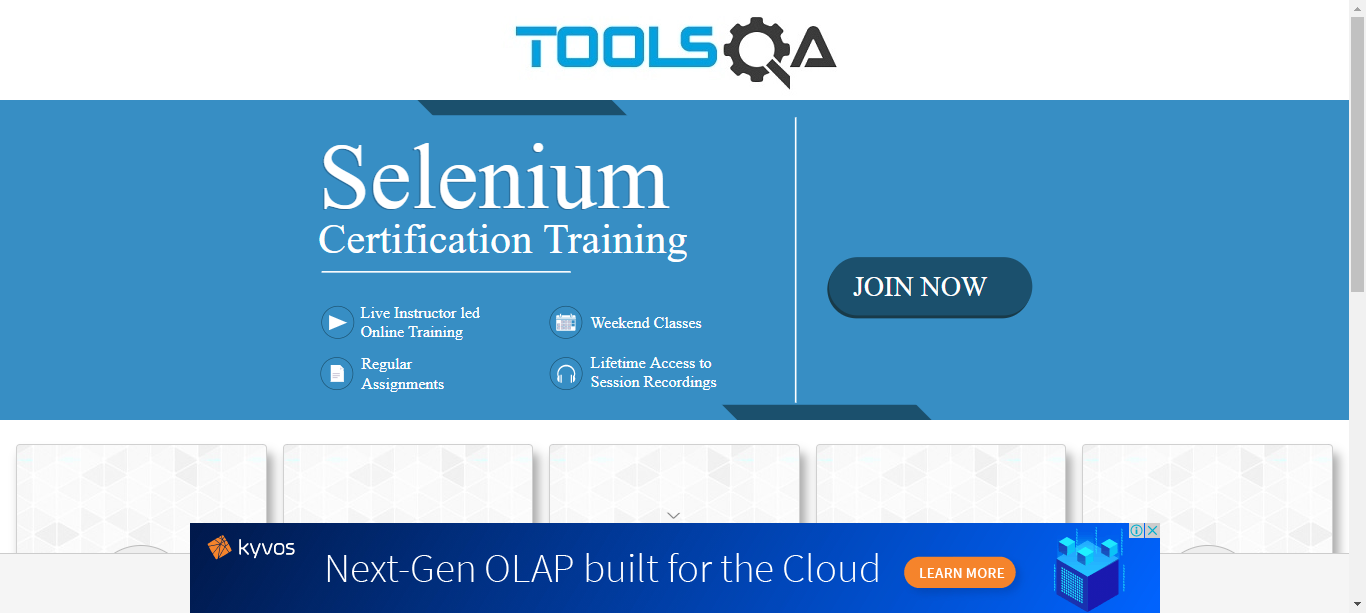 TOOLSQA
Selenium
Certification Training
JOIN NOW
Live Instructor led
Online Training
Weekend Classes
Regular
Assignments
Lifetime Access to
Session Recordings
kyvos
Next-Gen OLAP built for the Cloud
LEARN MORE